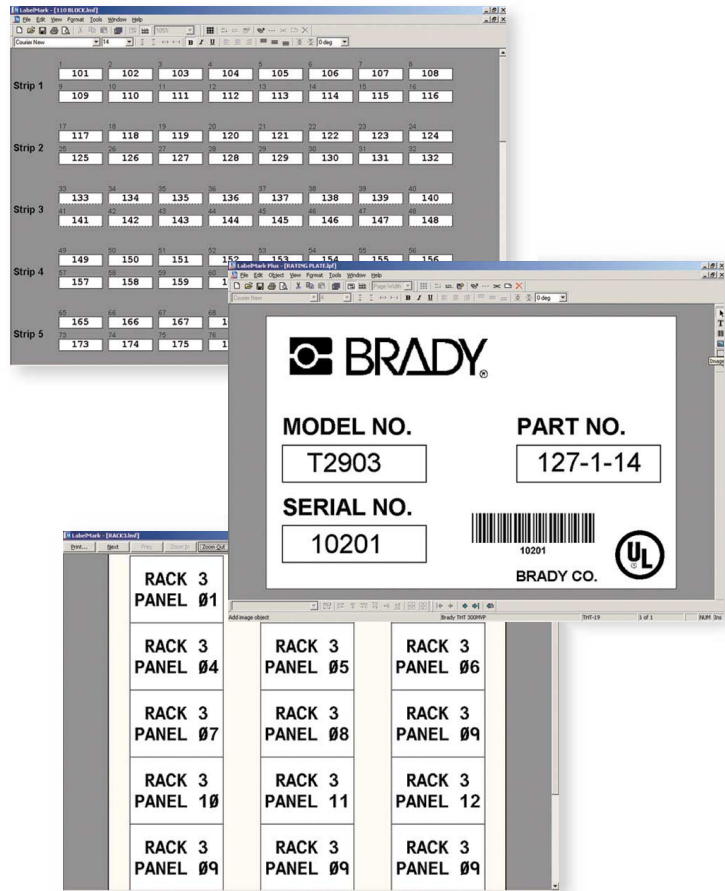 LabelMark - [110 BLOCK.lmf]
File Edit View Format Tools Window Help
105%
Courier New 14 B I U 0 deg
1 2 3 4 5 6 7 8
Strip 1
101 102 103 104 105 106 107 108
9 10 11 12 13 14 15 16
109 110 111 112 113 114 115 116
17 18 19 20 21 22 23 24
Strip 2
117 118 119 120 121 122 123 124
25 26 27 28 29 30 31 32
125 126 127 128 129 130 131 132
33 34 35 36 37 38 39 40
Strip 3
133 134 135 136 137 138 139 140
41 42 43 44 45 46 47 48
141 142 143 144 145 146 147 148
49 50 51 52 53 54 55 56
Strip 4
149 150 151 152 153 154 155 156
57 58 59 60
157 158 159
65 66 67 68
Strip 5
165 166 167
73 74 75 76
173 174 175
LabelMark Plus - [RATING PLATE.lpf]
File Edit Object View Format Tools Window Help
Page Width
Courier New 4 B I U 0 deg
T
Image
BRADY®
MODEL NO. PART NO.
T2903 127-1-14
SERIAL NO.
10201
10201
UL®
BRADY CO.
Add image object Brady THT 300MVP THT-19 1 of 1 NUM Ins
LabelMark - [RACK3.lmf]
Print... Next Prev Zoom In Zoom Out
RACK 3
PANEL Ø1
RACK 3 RACK 3 RACK 3
PANEL Ø4 PANEL Ø5 PANEL Ø6
RACK 3 RACK 3 RACK 3
PANEL Ø7 PANEL Ø8 PANEL Ø9
RACK 3 RACK 3 RACK 3
PANEL 1Ø PANEL 11 PANEL 12
RACK 3 RACK 3 RACK 3
PANEL Ø9 PANEL Ø9 PANEL Ø9